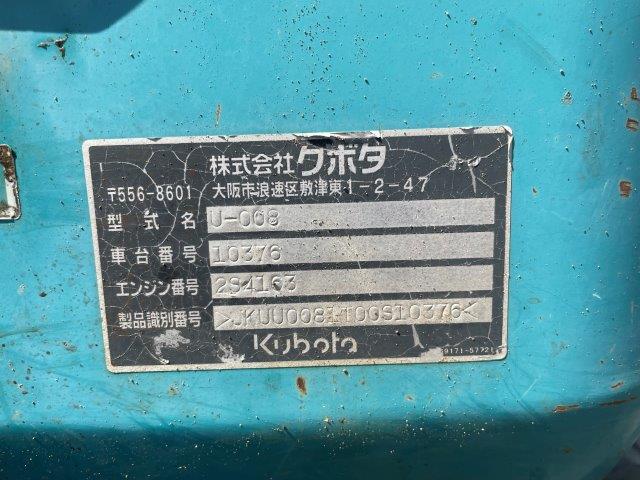 株式会社 クボタ
〒556-8601 大阪市浪速区敷津東1-2-47
型式名 U-008
車台番号 10376
エンジン番号 2S4163
製品識別番号
Kubota